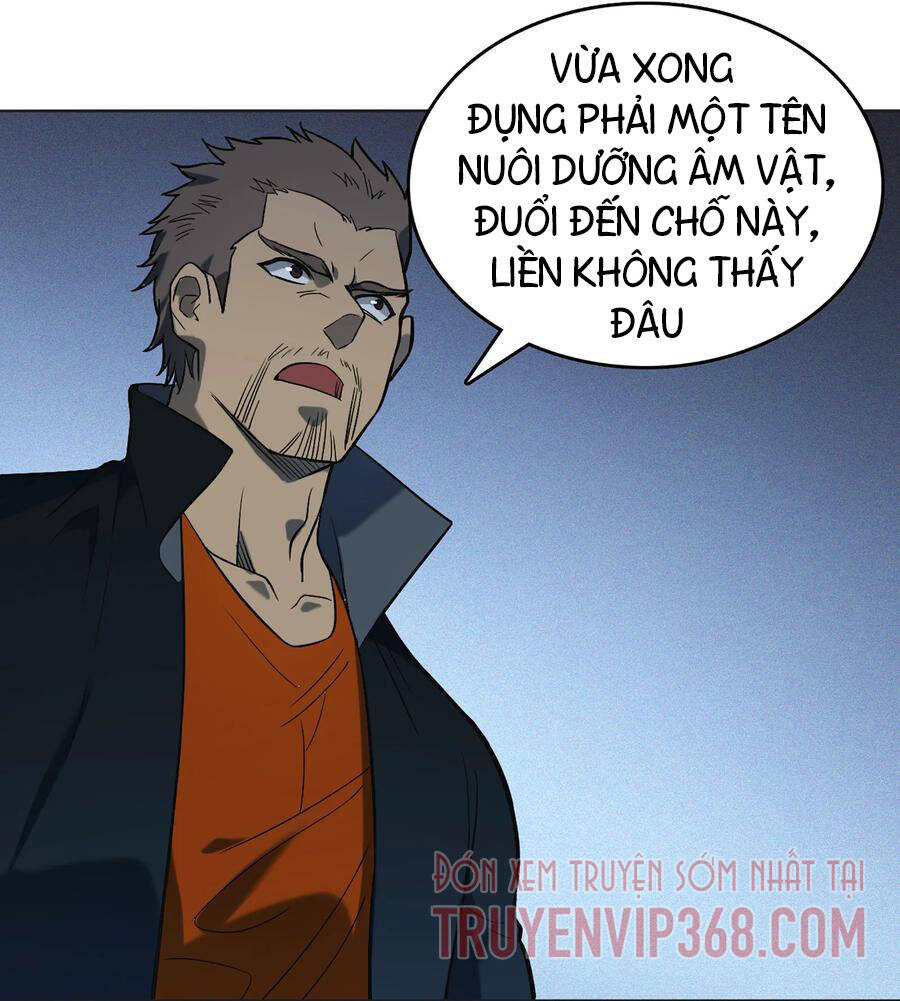 VỪA XONG
ĐỤNG PHẢI MỘT TÊN
NUÔI DƯỠNG ÂM VẬT,
ĐUỔI ĐẾN CHỖ NÀY,
LIỀN KHÔNG THẤY
ĐÂU
ĐÓN XEM TRUYỆN SỚM NHẤT TẠI
TRUYENVIP368.COM